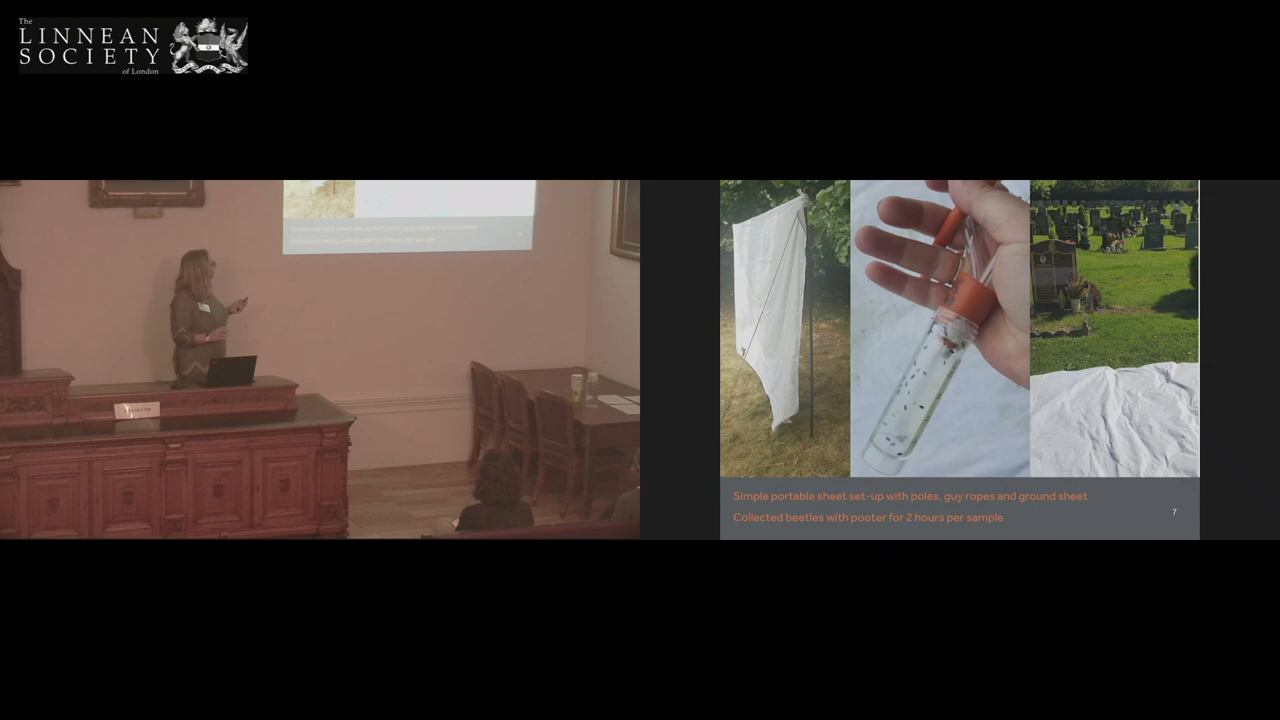 The
LINNEAN
SOCIETY
of London
Simple portable sheet set-up with poles, guy ropes and ground sheet
Collected beetles with pooter for 2 hours per sample
7